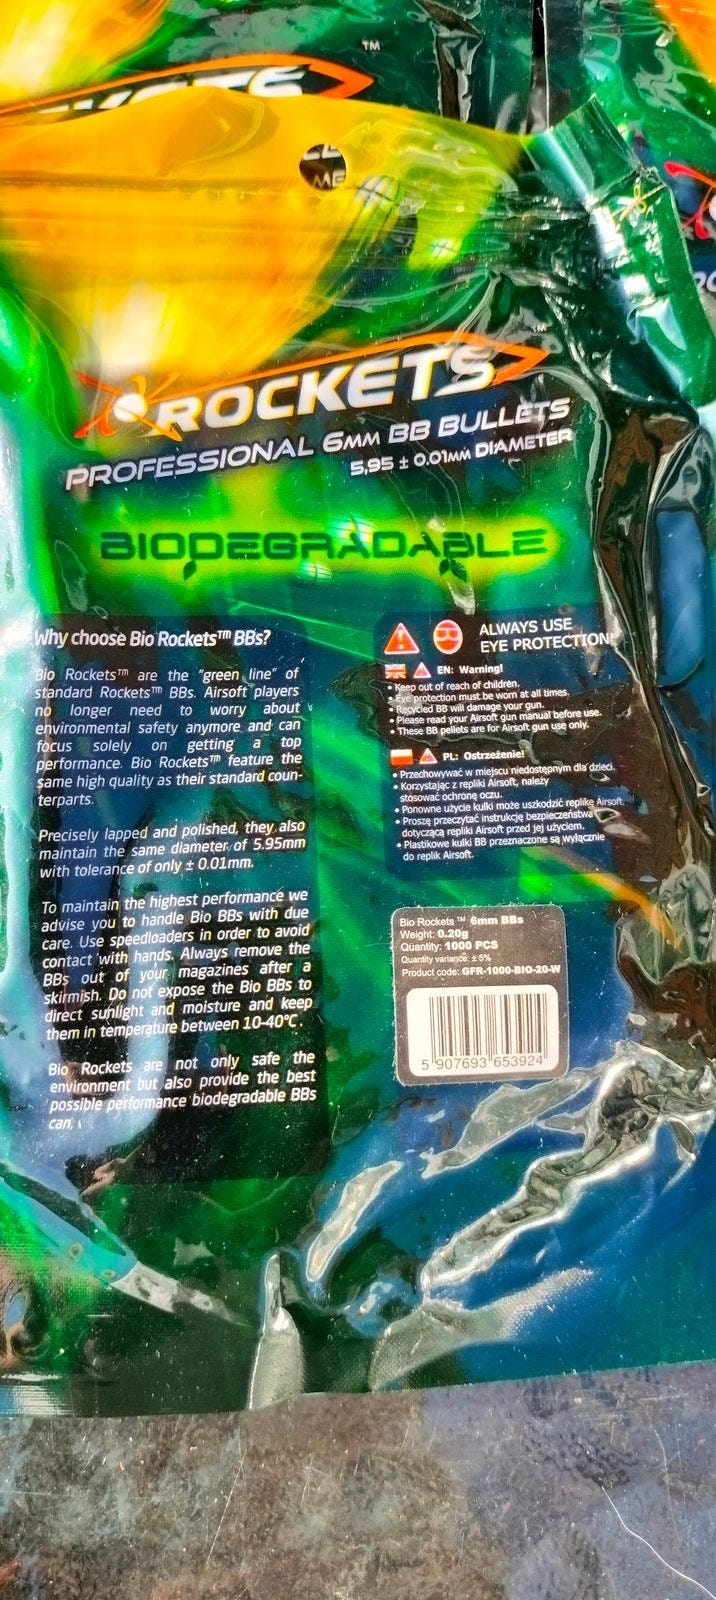 ™
ROCKETS
PROFESSIONAL 6MM BB BULLETS
5,95 ± 0.01MM DIAMETER
BIODEGRADABLE
Why choose Bio Rockets™ BBs?
Bio Rockets™ are the "green line" of
standard Rockets™ BBs. Airsoft players
no longer need to worry about
environmental safety anymore and can
focus solely on getting a top
performance. Bio Rockets™ feature the
same high quality as their standard coun-
terparts.
Precisely lapped and polished, they also
maintain the same diameter of 5.95mm
with tolerance of only ± 0.01mm.
To maintain the highest performance we
advise you to handle Bio BBs with due
care. Use speedloaders in order to avoid
contact with hands. Always remove the
BBs out of your magazines after a
skirmish. Do not expose the Bio BBs to
direct sunlight and moisture and keep
them in temperature between 10-40°C.
Bio Rockets are not only safe the
environment but also provide the best
possible performance biodegradable BBs
can.
ALWAYS USE
EYE PROTECTION
EN: Warning!
• Keep out of reach of children.
• Eye protection must be worn at all times.
• Recycled BB will damage your gun.
• Please read your Airsoft gun manual before use.
• These BB pellets are for Airsoft gun use only.
PL: Ostrzeżenie!
• Przechowywać w miejscu niedostępnym dla dzieci.
• Korzystając z repliki Airsoft, należy
stosować ochronę oczu.
• Ponowne użycie kulki może uszkodzić replikę Airsoft.
• Proszę przeczytać instrukcję bezpieczeństwa
dotyczącą repliki Airsoft przed jej użyciem.
• Plastikowe kulki BB przeznaczone są wyłącznie
do replik Airsoft.
Bio Rockets ™ 6mm BBs
Weight: 0.20g
Quantity: 1000 PCS
Quantity variance: ± 5%
Product code: GFR-1000-BIO-20-W
5 907693 653924